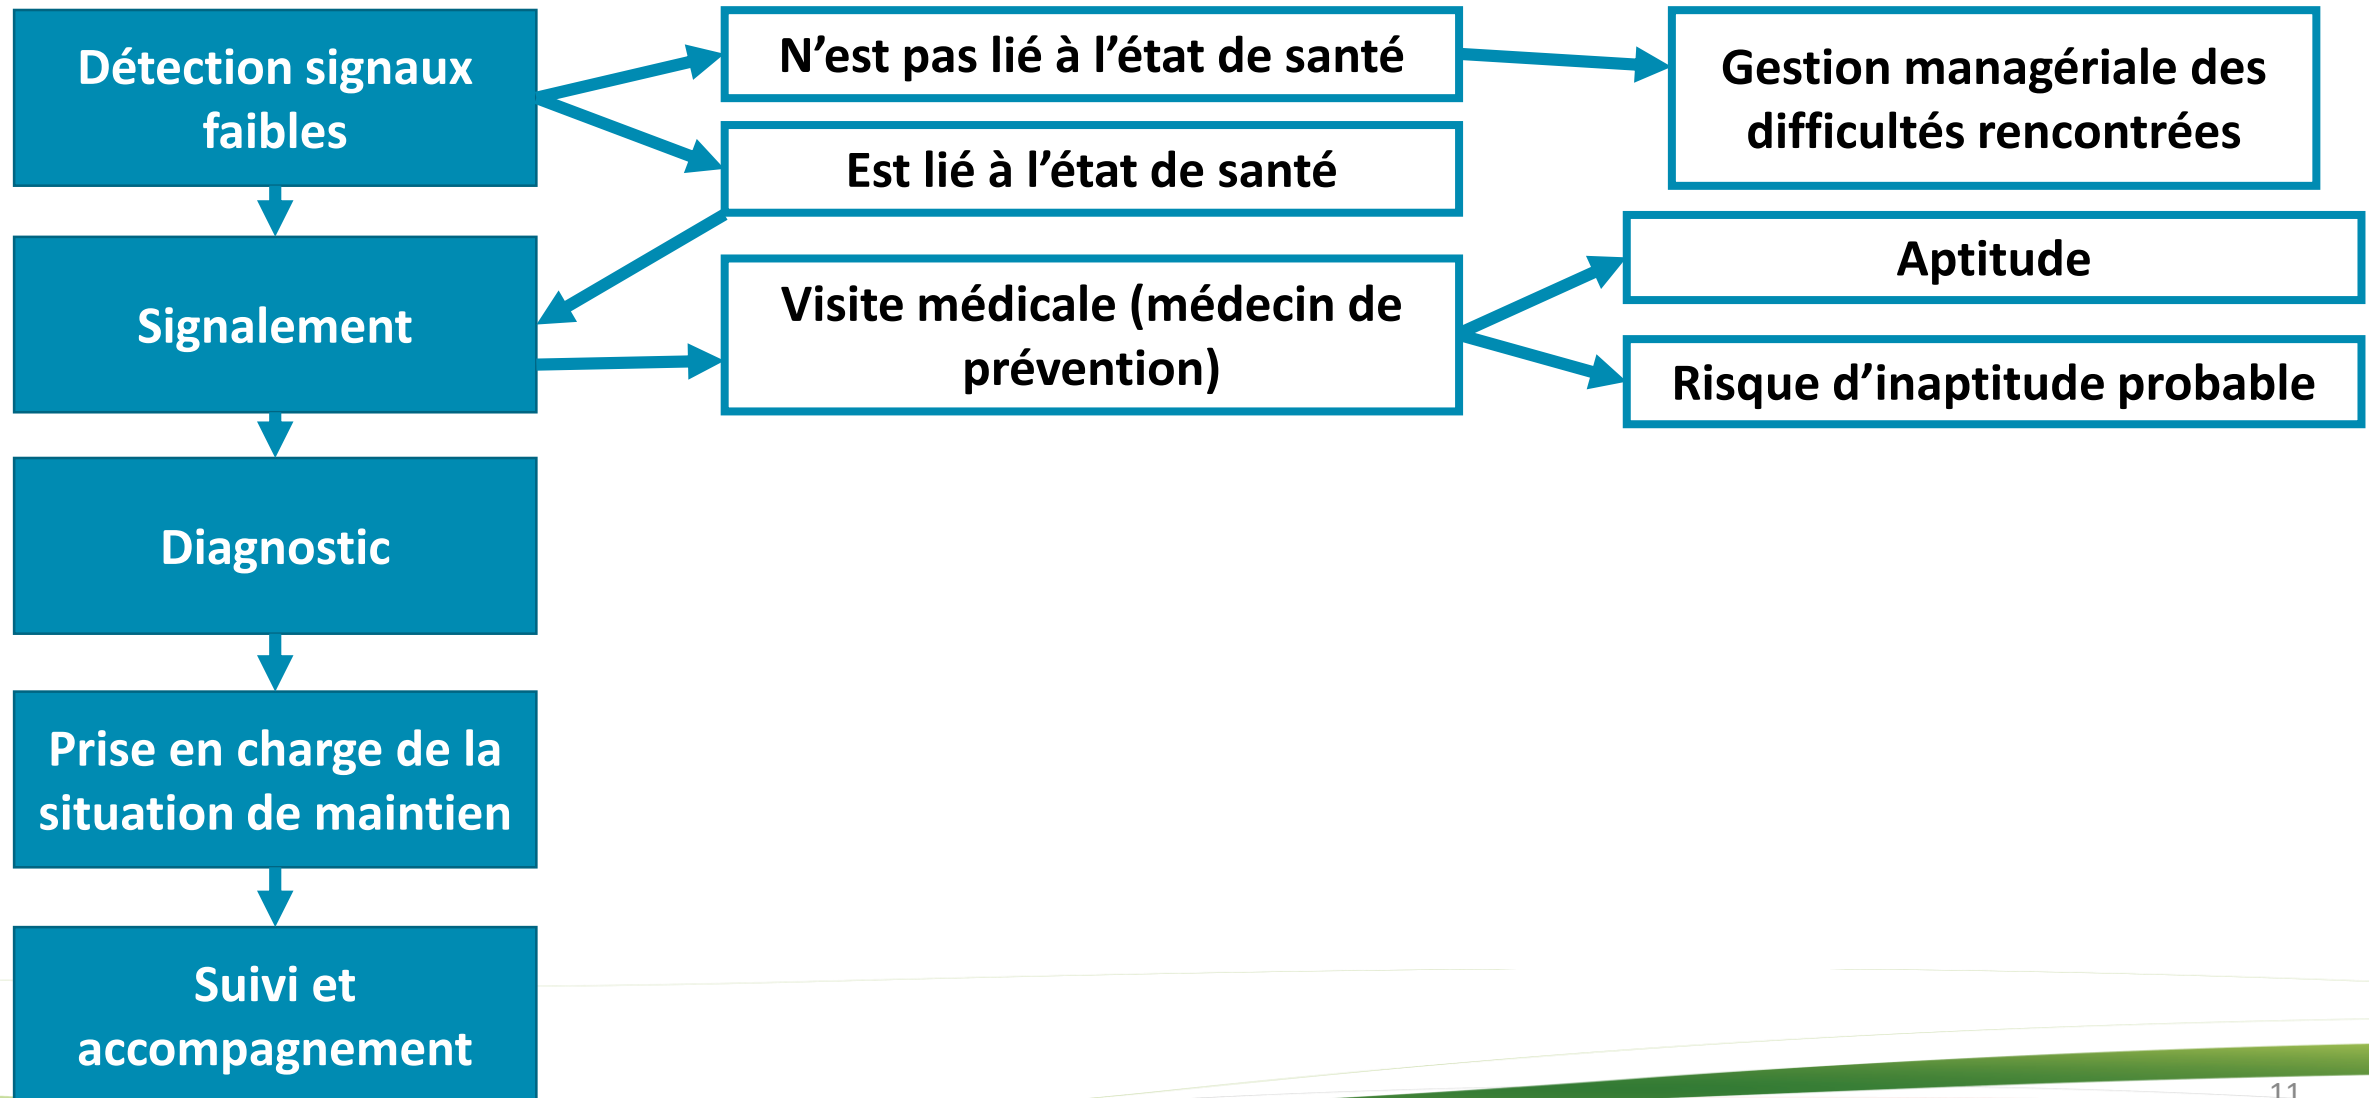 Détection signaux
faibles
N’est pas lié à l’état de santé
Gestion managériale des
difficultés rencontrées
Est lié à l’état de santé
Signalement
Visite médicale (médecin de
prévention)
Aptitude
Risque d’inaptitude probable
Diagnostic
Prise en charge de la
situation de maintien
Suivi et
accompagnement
11